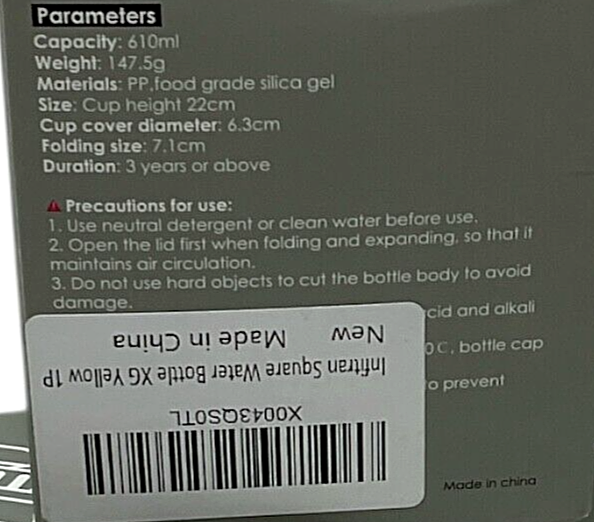 Parameters
Capacity: 610ml
Weight: 147.5g
Materials: PP,food grade silica gel
Size: Cup height 22cm
Cup cover diameter: 6.3cm
Folding size: 7.1cm
Duration: 3 years or above
Precautions for use:
1. Use neutral detergent or clean water before use.
2. Open the lid first when folding and expanding, so that it
maintains air circulation.
3. Do not use hard objects to cut the bottle body to avoid
damage.
cid and alkali
0C, bottle cap
o prevent
Made in china
X0043QS0TL
Infitran Square Water Bottle XG Yellow 1P
New Made in China